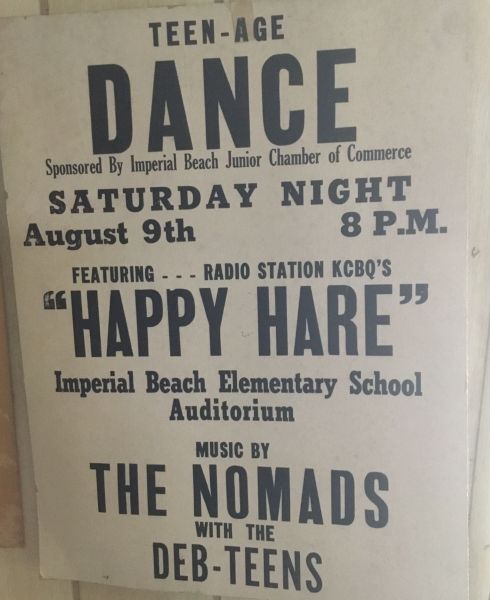 TEEN-AGE
DANCE
Sponsored By Imperial Beach Junior Chamber of Commerce
SATURDAY NIGHT
August 9th 8 P.M.
FEATURING - - - RADIO STATION KCBQ'S
“HAPPY HARE”
Imperial Beach Elementary School
Auditorium
MUSIC BY
THE NOMADS
WITH THE
DEB-TEENS